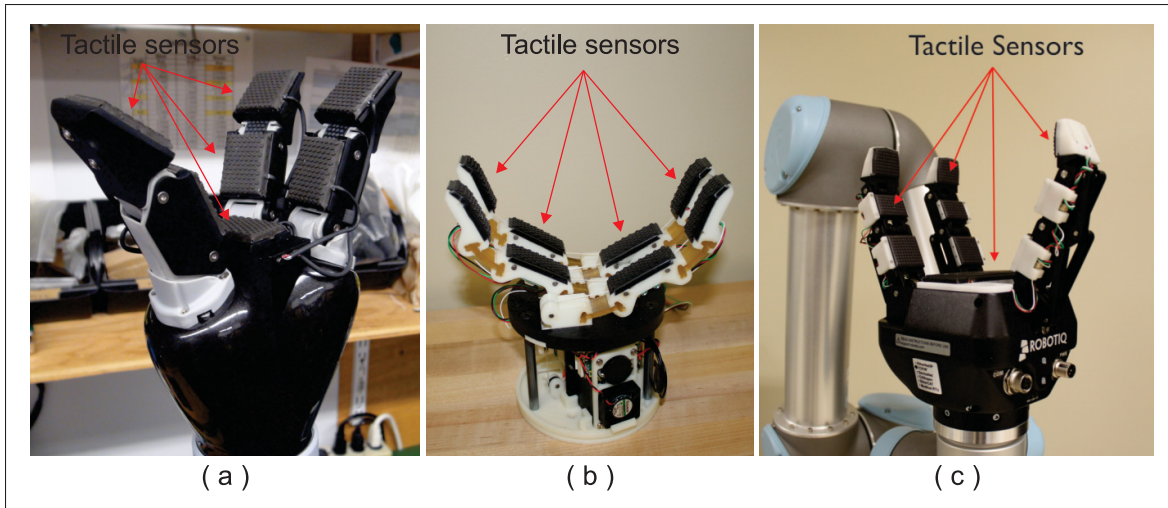 Tactile sensors
Tactile sensors
Tactile Sensors
ROBOTIQ
( a )
( b )
( c )